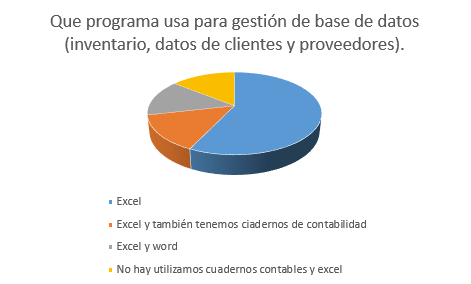 Que programa usa para gestión de base de datos
(inventario, datos de clientes y proveedores).
Excel
Excel y también tenemos ciadernos de contabilidad
Excel y word
No hay utilizamos cuadernos contables y excel